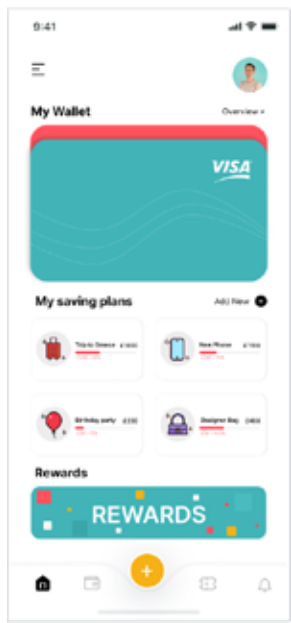 9:41
My Wallet
Overview >
VISA
My saving plans
Add New
Trip to Greece
New Phone
Birthday party
Designer Bag
Rewards
REWARDS